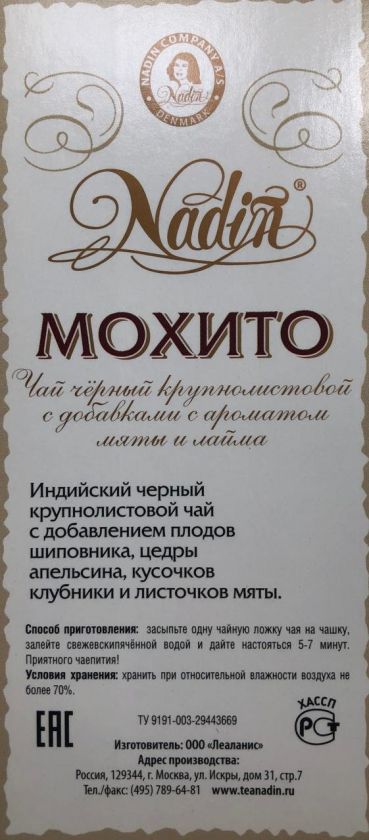 NADIN COMPANY A/S
Nadin
DENMARK
Nadin®
МОХИТО
Чай чёрный крупнолистовой
с добавками с ароматом
мяты и лайма
Индийский черный
крупнолистовой чай
с добавлением плодов
шиповника, цедры
апельсина, кусочков
клубники и листочков мяты.
Способ приготовления: засыпьте одну чайную ложку чая на чашку,
залейте свежевскипячённой водой и дайте настояться 5-7 минут.
Приятного чаепития!
Условия хранения: хранить при относительной влажности воздуха не
более 70%.
ЕАС
ТУ 9191-003-29443669
ХАССП
РСТ
Изготовитель: ООО «Леаланис»
Адрес производства:
Россия, 129344, г. Москва, ул. Искры, дом 31, стр.7
Тел./факс: (495) 789-64-81 www.teanadin.ru